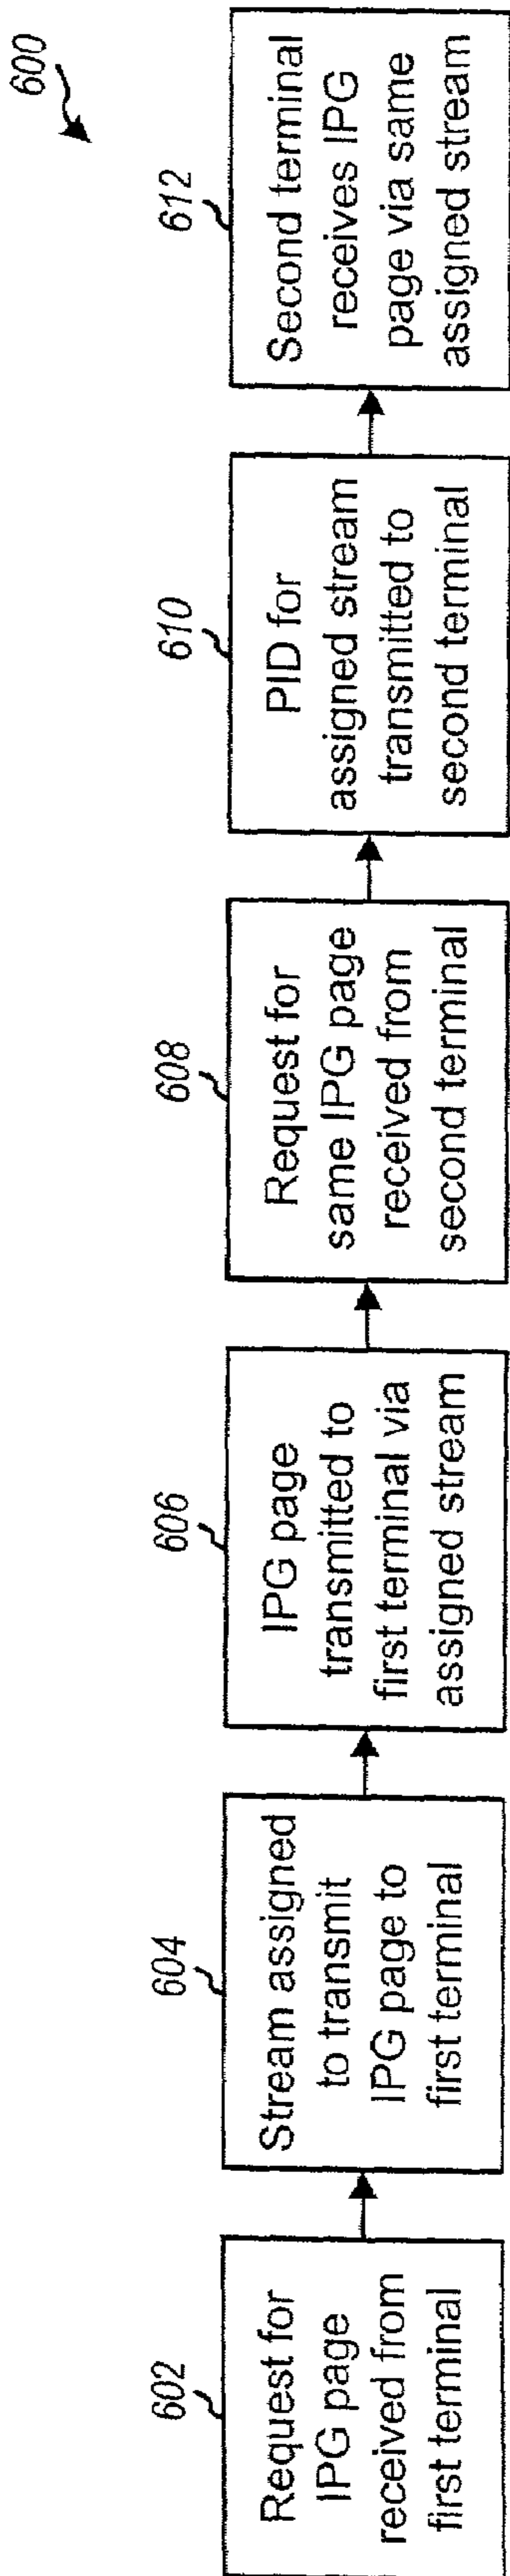 600
602
Request for
IPG page
received from
first terminal
604
Stream assigned
to transmit
IPG page to
first terminal
606
IPG page
transmitted to
first terminal via
assigned stream
608
Request for
same IPG page
received from
second terminal
610
PID for
assigned stream
transmitted to
second terminal
612
Second terminal
receives IPG
page via same
assigned stream